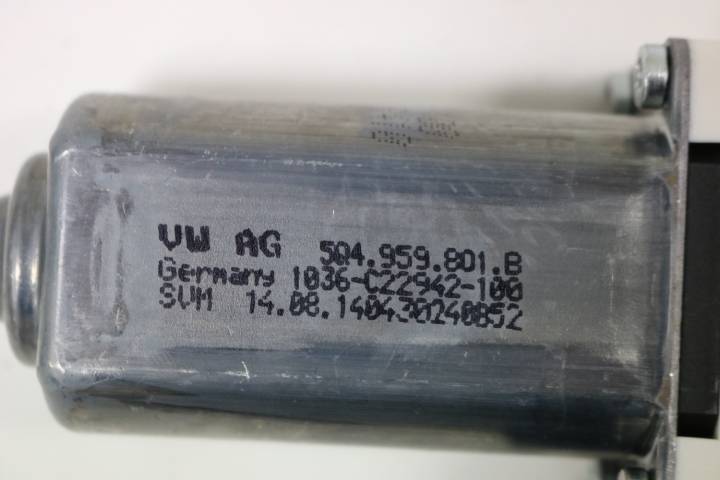 VW AG 5Q4.959.801.B
Germany 1036-C22942-100
SVM 14.08.140430240852